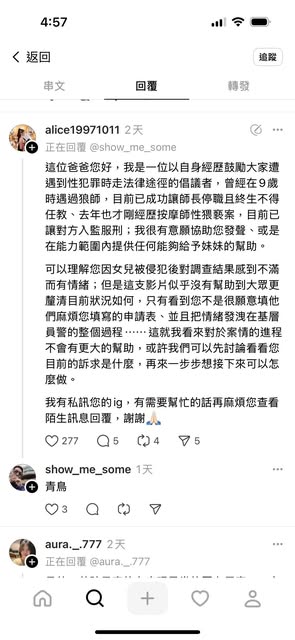 4:57
返回
追蹤
串文
回覆
轉發
alice19971011 2天
正在回覆 @show_me_some
這位爸爸您好，我是一位以自身經歷鼓勵大家遭
遇到性犯罪時走法律途徑的倡議者，曾經在9歲
時遇過狼師，目前已成功讓師長停職且終生不得
任教、去年也才剛經歷按摩師性猥褻案，目前已
讓對方入監服刑；我很有意願協助您發聲、或是
在能力範圍內提供任何能夠給予妹妹的幫助。
可以理解您因女兒被侵犯後對調查結果感到不滿
而有情緒；但是這支影片似乎沒有幫助到大眾更
釐清目前狀況如何，只有看到您不是很願意填他
們麻煩您填寫的申請表、並且把情緒發洩在基層
員警的整個過程⋯⋯這就我看來對於案情的進程
不會有更大的幫助，或許我們可以先討論看看您
目前的訴求是什麼，再來一步步想接下來可以怎
麼做。
我有私訊您的ig，有需要幫忙的話再麻煩您查看
陌生訊息回覆，謝謝🙏🏻
277 5 4 5
show_me_some 1天
青鳥
3
aura._.777 2天
正在回覆 @aura._.777